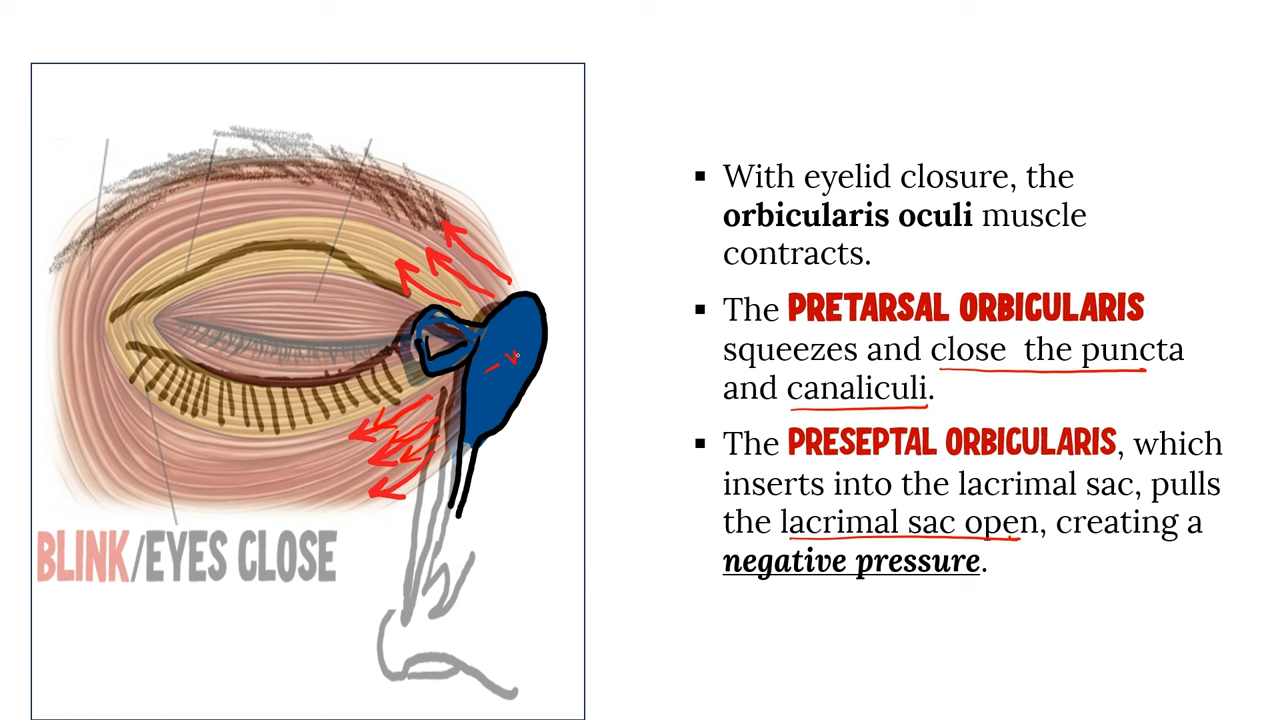 ▪ With eyelid closure, the
orbicularis oculi muscle
contracts.
▪ The PRETARSAL ORBICULARIS
squeezes and close the puncta
and canaliculi.
▪ The PRESEPTAL ORBICULARIS, which
inserts into the lacrimal sac, pulls
the lacrimal sac open, creating a
negative pressure.
BLINK/EYES CLOSE